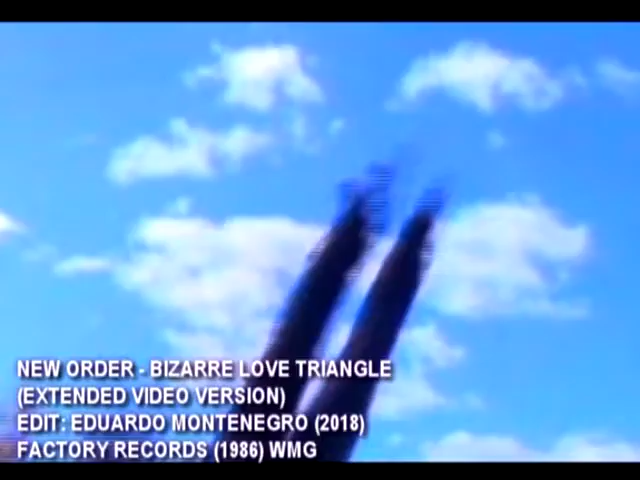 NEW ORDER - BIZARRE LOVE TRIANGLE
(EXTENDED VIDEO VERSION)
EDIT: EDUARDO MONTENEGRO (2018)
FACTORY RECORDS (1986) WMG